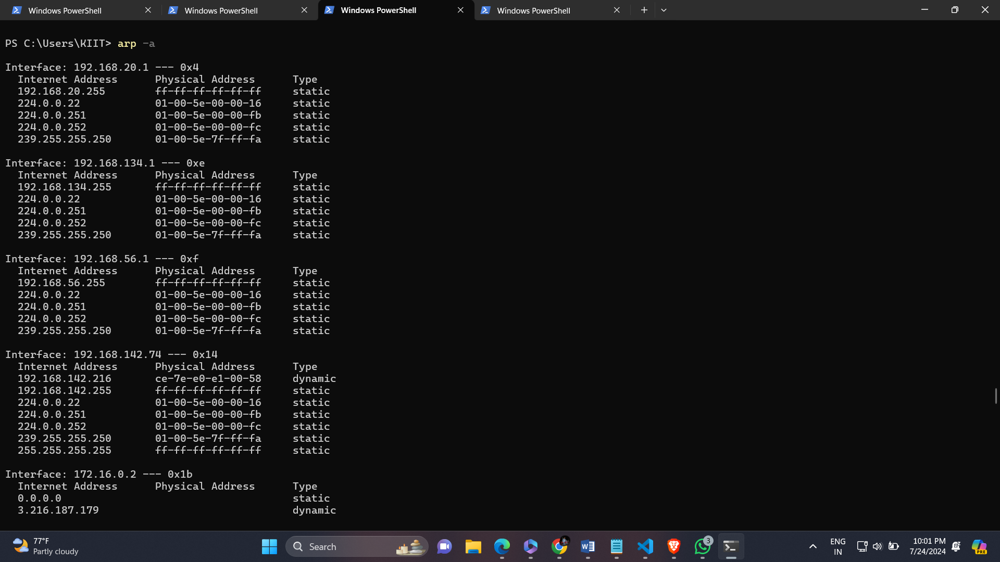 Windows PowerShell
Windows PowerShell
Windows PowerShell
Windows PowerShell
PS C:\Users\KIIT> arp -a
Interface: 192.168.20.1 --- 0x4
Internet Address Physical Address Type
192.168.20.255 ff-ff-ff-ff-ff-ff static
224.0.0.22 01-00-5e-00-00-16 static
224.0.0.251 01-00-5e-00-00-fb static
224.0.0.252 01-00-5e-00-00-fc static
239.255.255.250 01-00-5e-7f-ff-fa static
Interface: 192.168.134.1 --- 0xe
Internet Address Physical Address Type
192.168.134.255 ff-ff-ff-ff-ff-ff static
224.0.0.22 01-00-5e-00-00-16 static
224.0.0.251 01-00-5e-00-00-fb static
224.0.0.252 01-00-5e-00-00-fc static
239.255.255.250 01-00-5e-7f-ff-fa static
Interface: 192.168.56.1 --- 0xf
Internet Address Physical Address Type
192.168.56.255 ff-ff-ff-ff-ff-ff static
224.0.0.22 01-00-5e-00-00-16 static
224.0.0.251 01-00-5e-00-00-fb static
224.0.0.252 01-00-5e-00-00-fc static
239.255.255.250 01-00-5e-7f-ff-fa static
Interface: 192.168.142.74 --- 0x14
Internet Address Physical Address Type
192.168.142.216 ce-7e-e0-e1-00-58 dynamic
192.168.142.255 ff-ff-ff-ff-ff-ff static
224.0.0.22 01-00-5e-00-00-16 static
224.0.0.251 01-00-5e-00-00-fb static
224.0.0.252 01-00-5e-00-00-fc static
239.255.255.250 01-00-5e-7f-ff-fa static
255.255.255.255 ff-ff-ff-ff-ff-ff static
Interface: 172.16.0.2 --- 0x1b
Internet Address Physical Address Type
0.0.0.0 static
3.216.187.179 dynamic
77°F
Partly cloudy
Search
3
ENG
IN
10:01 PM
7/24/2024
PRE